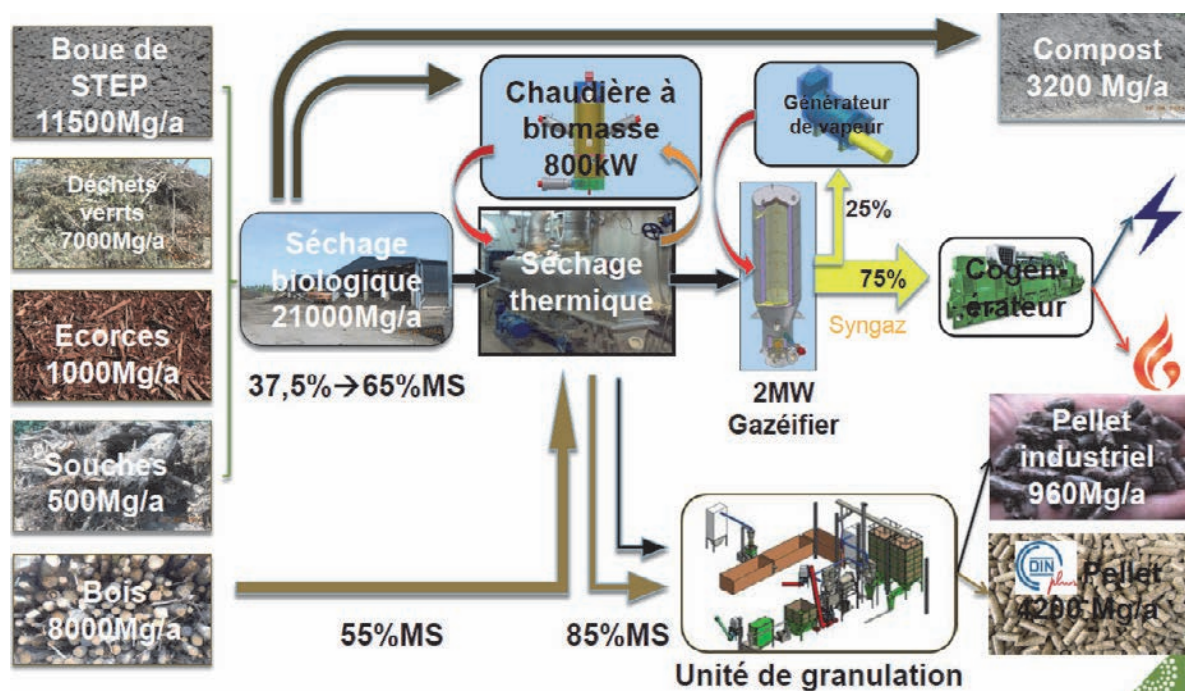 Boue de
STEP
11500Mg/a
Déchets
verrts
7000Mg/a
Ecorces
1000Mg/a
Souches
500Mg/a
Bois
8000Mg/a
Séchage
biologique
21000Mg/a
37,5%→65%MS
55%MS
Chaudière à
biomasse
800kW
Séchage
thermique
85%MS
Générateur
de vapeur
25%
75%
Syngaz
2MW
Gazéifier
Cogén-
érateur
Compost
3200 Mg/a
Pellet
industriel
960Mg/a
DIN
plus
Pellet
4200 Mg/a
Unité de granulation